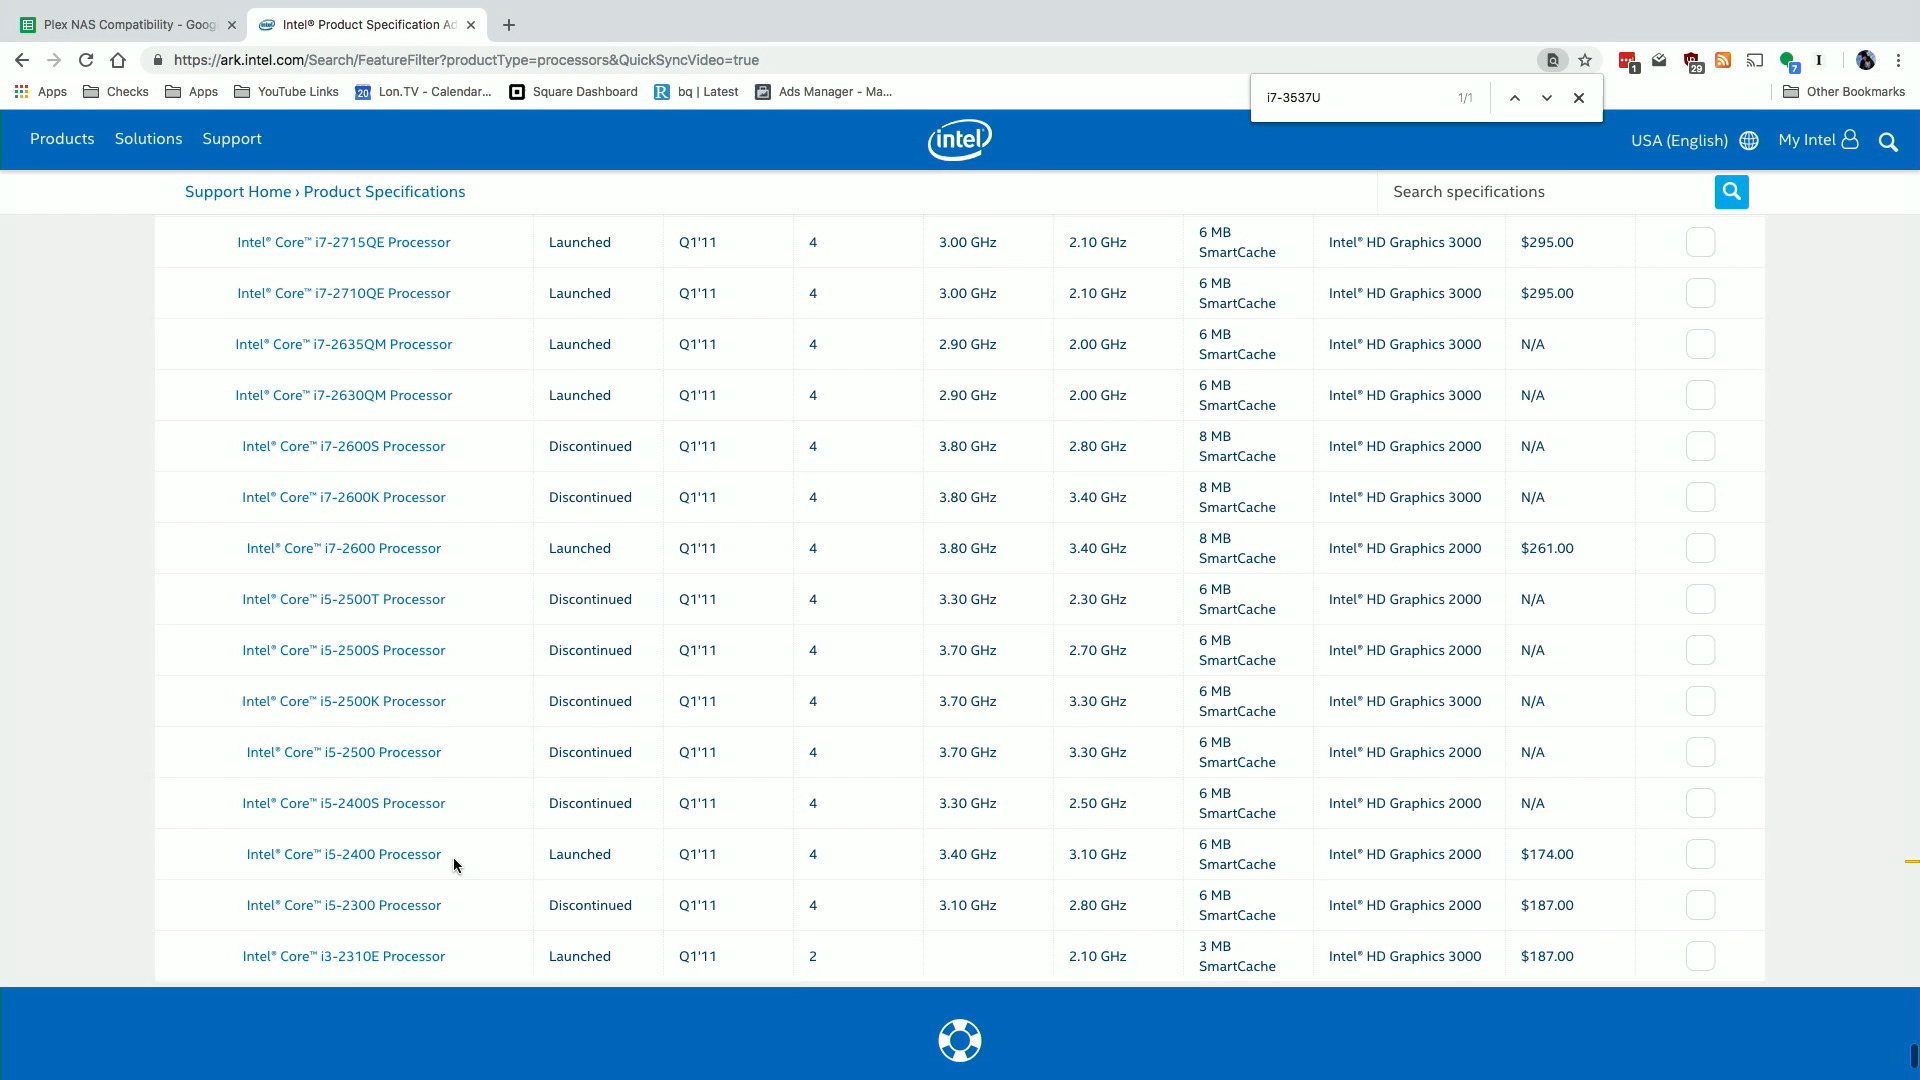 Plex NAS Compatibility - Goog
Intel® Product Specification Ad
https://ark.intel.com/Search/FeatureFilter?productType=processors&QuickSyncVideo=true
1
29
7
I
Apps
Checks
Apps
YouTube Links
20
Lon.TV - Calendar...
Square Dashboard
R
bq | Latest
Ads Manager - Ma...
Other Bookmarks
i7-3537U
1/1
Products
Solutions
Support
intel
USA (English)
My Intel
Support Home › Product Specifications
Search specifications
Intel® Core™ i7-2715QE Processor Launched Q1'11 4 3.00 GHz 2.10 GHz 6 MB SmartCache Intel® HD Graphics 3000 $295.00
Intel® Core™ i7-2710QE Processor Launched Q1'11 4 3.00 GHz 2.10 GHz 6 MB SmartCache Intel® HD Graphics 3000 $295.00
Intel® Core™ i7-2635QM Processor Launched Q1'11 4 2.90 GHz 2.00 GHz 6 MB SmartCache Intel® HD Graphics 3000 N/A
Intel® Core™ i7-2630QM Processor Launched Q1'11 4 2.90 GHz 2.00 GHz 6 MB SmartCache Intel® HD Graphics 3000 N/A
Intel® Core™ i7-2600S Processor Discontinued Q1'11 4 3.80 GHz 2.80 GHz 8 MB SmartCache Intel® HD Graphics 2000 N/A
Intel® Core™ i7-2600K Processor Discontinued Q1'11 4 3.80 GHz 3.40 GHz 8 MB SmartCache Intel® HD Graphics 3000 N/A
Intel® Core™ i7-2600 Processor Launched Q1'11 4 3.80 GHz 3.40 GHz 8 MB SmartCache Intel® HD Graphics 2000 $261.00
Intel® Core™ i5-2500T Processor Discontinued Q1'11 4 3.30 GHz 2.30 GHz 6 MB SmartCache Intel® HD Graphics 2000 N/A
Intel® Core™ i5-2500S Processor Discontinued Q1'11 4 3.70 GHz 2.70 GHz 6 MB SmartCache Intel® HD Graphics 2000 N/A
Intel® Core™ i5-2500K Processor Discontinued Q1'11 4 3.70 GHz 3.30 GHz 6 MB SmartCache Intel® HD Graphics 3000 N/A
Intel® Core™ i5-2500 Processor Discontinued Q1'11 4 3.70 GHz 3.30 GHz 6 MB SmartCache Intel® HD Graphics 2000 N/A
Intel® Core™ i5-2400S Processor Discontinued Q1'11 4 3.30 GHz 2.50 GHz 6 MB SmartCache Intel® HD Graphics 2000 N/A
Intel® Core™ i5-2400 Processor Launched Q1'11 4 3.40 GHz 3.10 GHz 6 MB SmartCache Intel® HD Graphics 2000 $174.00
Intel® Core™ i5-2300 Processor Discontinued Q1'11 4 3.10 GHz 2.80 GHz 6 MB SmartCache Intel® HD Graphics 2000 $187.00
Intel® Core™ i3-2310E Processor Launched Q1'11 2 2.10 GHz 3 MB SmartCache Intel® HD Graphics 3000 $187.00